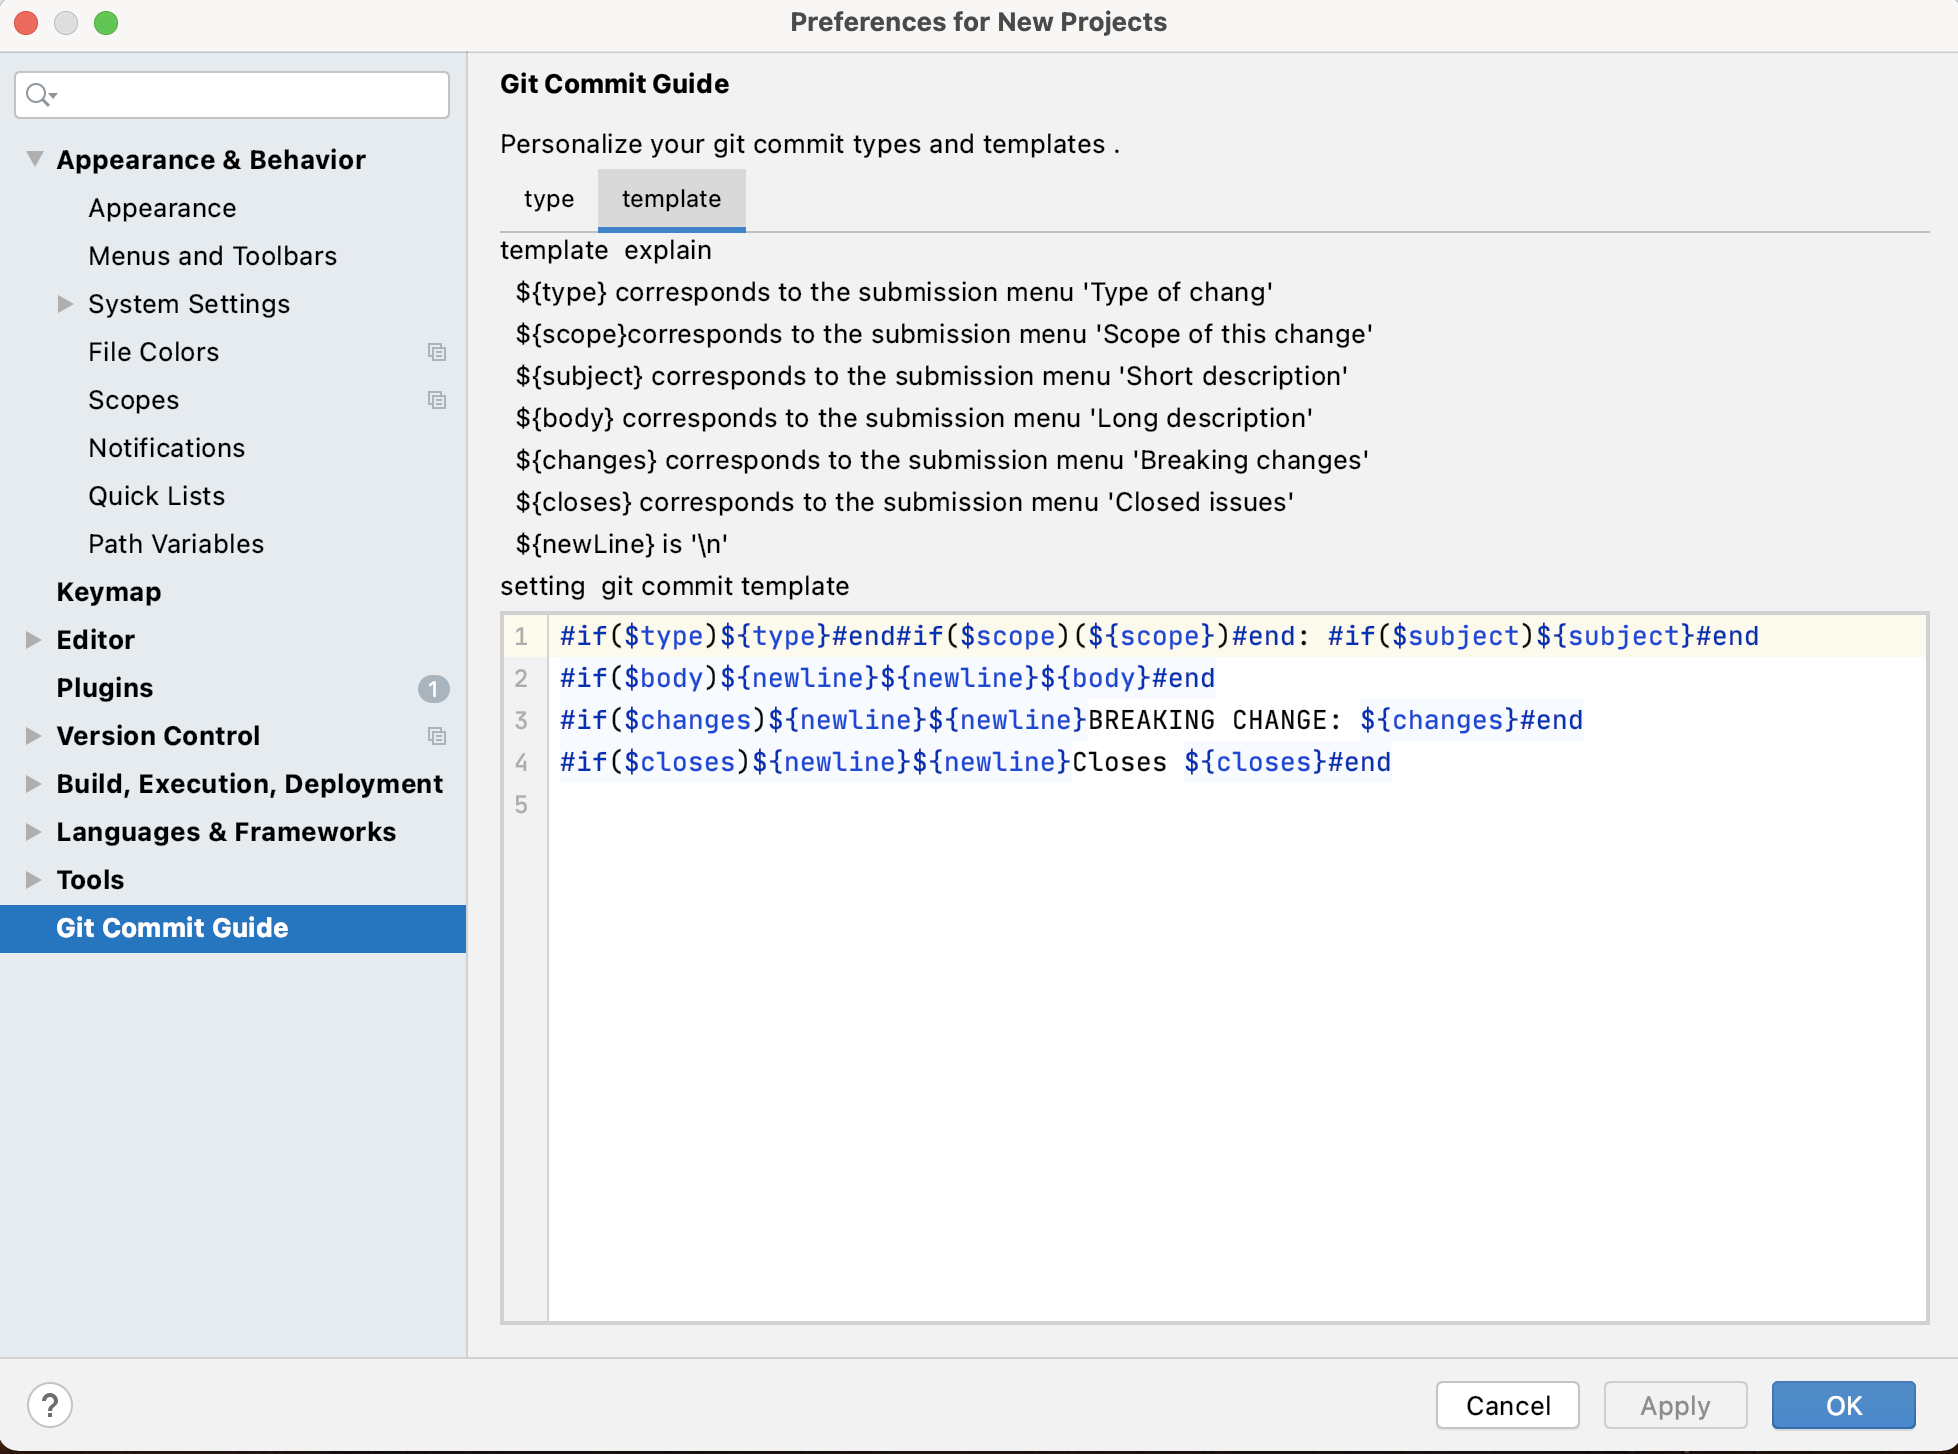 Preferences for New Projects
Appearance & Behavior
Appearance
Menus and Toolbars
System Settings
File Colors
Scopes
Notifications
Quick Lists
Path Variables
Keymap
Editor
Plugins 1
Version Control
Build, Execution, Deployment
Languages & Frameworks
Tools
Git Commit Guide
Git Commit Guide
Personalize your git commit types and templates .
type template
template  explain
${type} corresponds to the submission menu 'Type of chang'
${scope}corresponds to the submission menu 'Scope of this change'
${subject} corresponds to the submission menu 'Short description'
${body} corresponds to the submission menu 'Long description'
${changes} corresponds to the submission menu 'Breaking changes'
${closes} corresponds to the submission menu 'Closed issues'
${newLine} is '\n'
setting  git commit template
1 #if($type)${type}#end#if($scope)(${scope})#end: #if($subject)${subject}#end
2 #if($body)${newline}${newline}${body}#end
3 #if($changes)${newline}${newline}BREAKING CHANGE: ${changes}#end
4 #if($closes)${newline}${newline}Closes ${closes}#end
5
? Cancel Apply OK